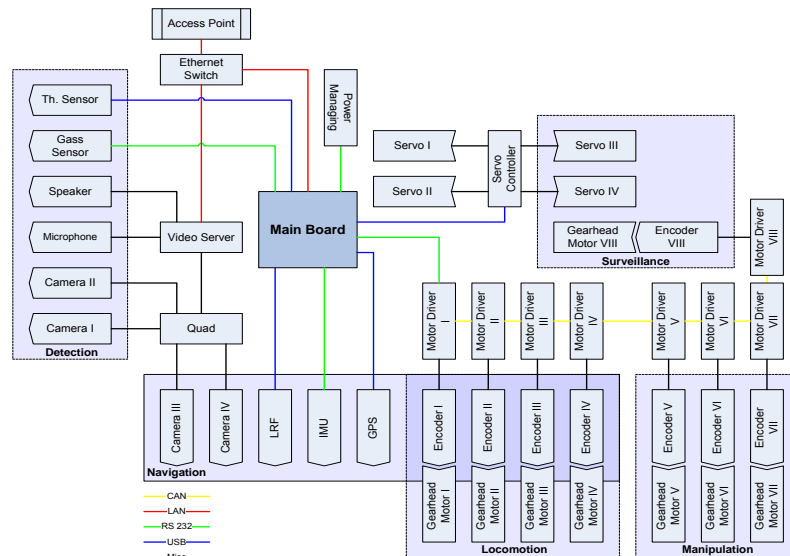 Access Point
Ethernet
Switch
Th. Sensor
Gass
Sensor
Speaker
Microphone
Camera II
Camera I
Detection
Video Server
Quad
Power
Managing
Main Board
Servo I
Servo II
Servo
Controller
Servo III
Servo IV
Gearhead
Motor VIII
Encoder
VIII
Surveillance
Motor Driver
VIII
Motor Driver
I
Motor Driver
II
Motor Driver
III
Motor Driver
IV
Motor Driver
V
Motor Driver
VI
Motor Driver
VII
Camera III
Camera IV
LRF
IMU
GPS
Navigation
Encoder I
Encoder II
Encoder III
Encoder IV
Encoder V
Encoder VI
Encoder
VII
Gearhead
Motor I
Gearhead
Motor II
Gearhead
Motor III
Gearhead
Motor IV
Gearhead
Motor V
Gearhead
Motor VI
Gearhead
Motor VII
Locomotion
Manipulation
CAN
LAN
RS 232
USB